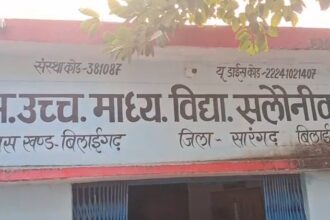 संस्था कोड-381087 यू डाईस कोड-22241021407
.उच्च. माध्य. विद्या. सलौनीक
खण्ड-बिलाईगढ़ जिला- सारंगढ़ बिलाई